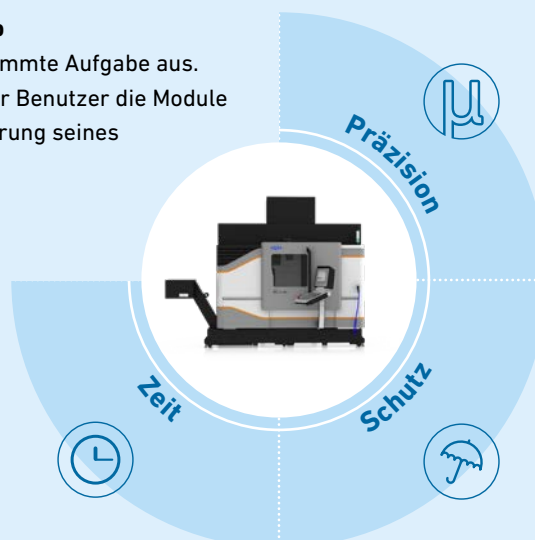 mmte Aufgabe aus.
r Benutzer die Module
rung seines
Präzision
µ
Zeit
Schutz